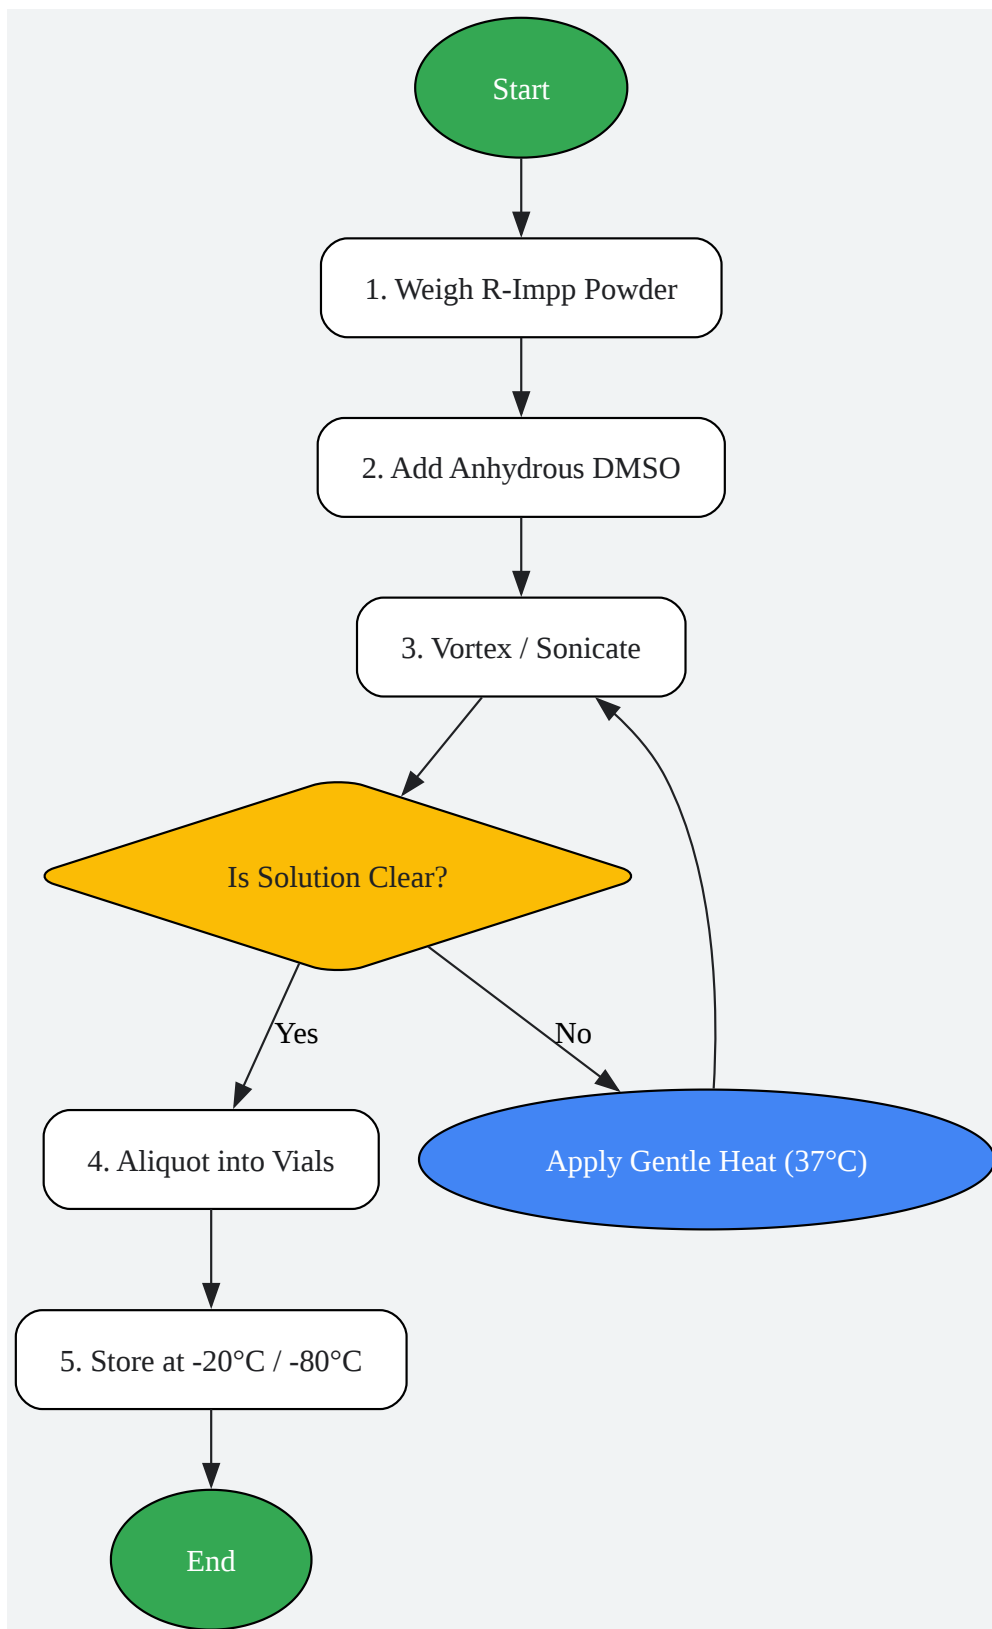 Start
1. Weigh R-Impp Powder
2. Add Anhydrous DMSO
3. Vortex / Sonicate
Is Solution Clear?
Yes
No
4. Aliquot into Vials
Apply Gentle Heat (37°C)
5. Store at -20°C / -80°C
End